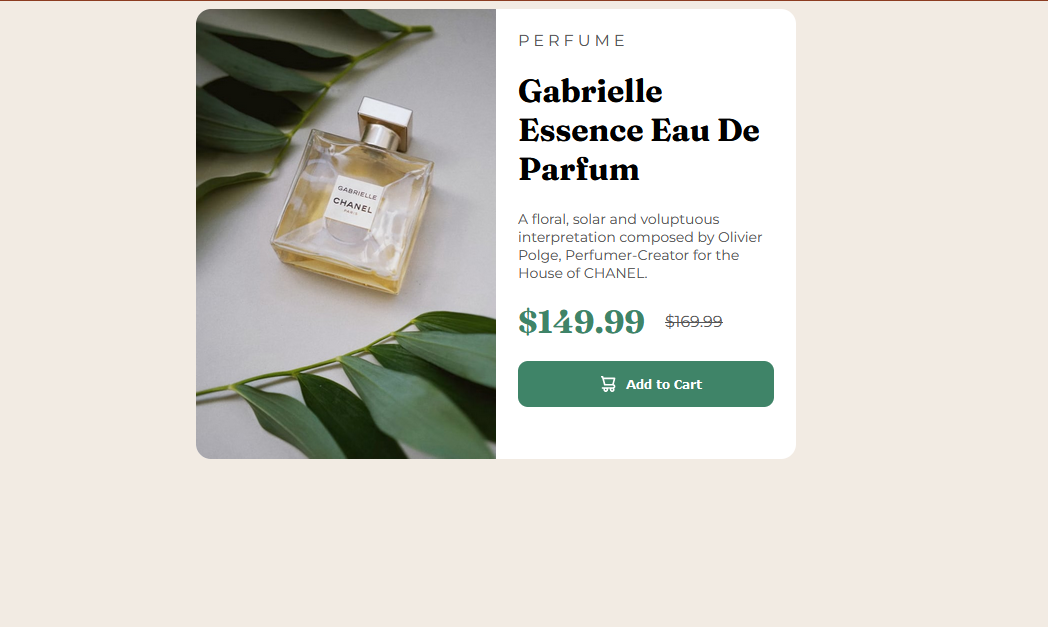 GABRIELLE
CHANEL
PARIS
PERFUME
Gabrielle
Essence Eau De
Parfum
A floral, solar and voluptuous
interpretation composed by Olivier
Polge, Perfumer-Creator for the
House of CHANEL.
$149.99 $169.99
Add to Cart